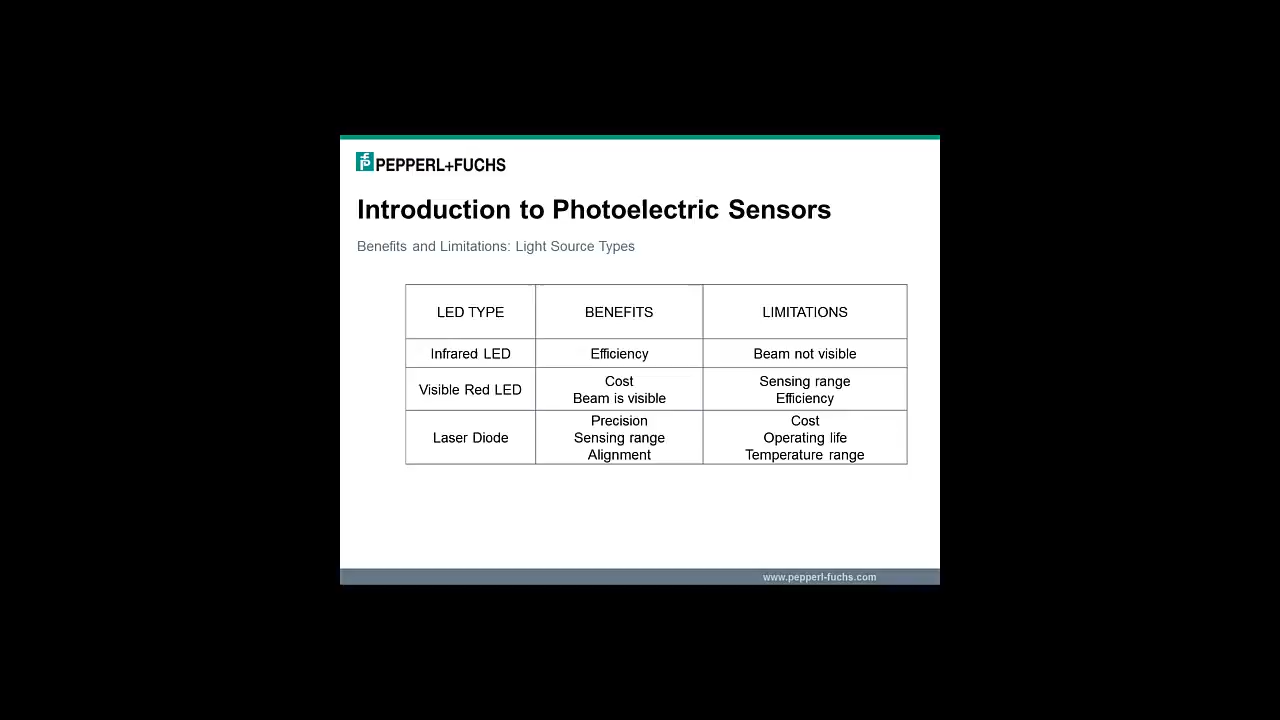 PEPPERL+FUCHS
Introduction to Photoelectric Sensors
Benefits and Limitations: Light Source Types
LED TYPE BENEFITS LIMITATIONS
Infrared LED Efficiency Beam not visible
Visible Red LED
Cost
Beam is visible
Sensing range
Efficiency
Laser Diode
Precision
Sensing range
Alignment
Cost
Operating life
Temperature range
www.pepperl-fuchs.com